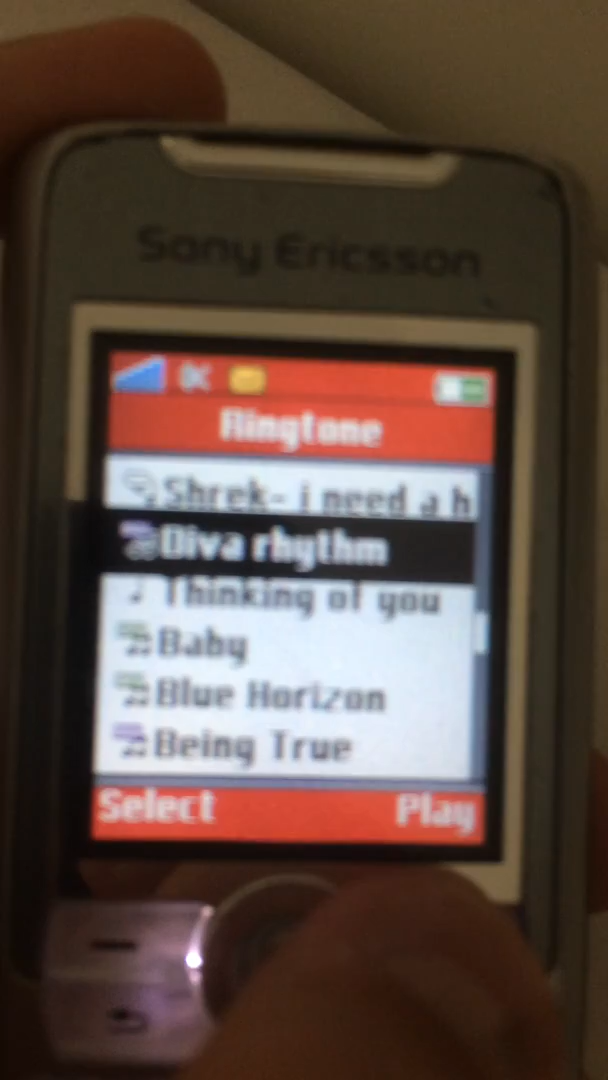 Sony Ericsson
Ringtone
Shrek- i need a h
Diva rhythm
Thinking of you
Baby
Blue Horizon
Being True
Select
Play